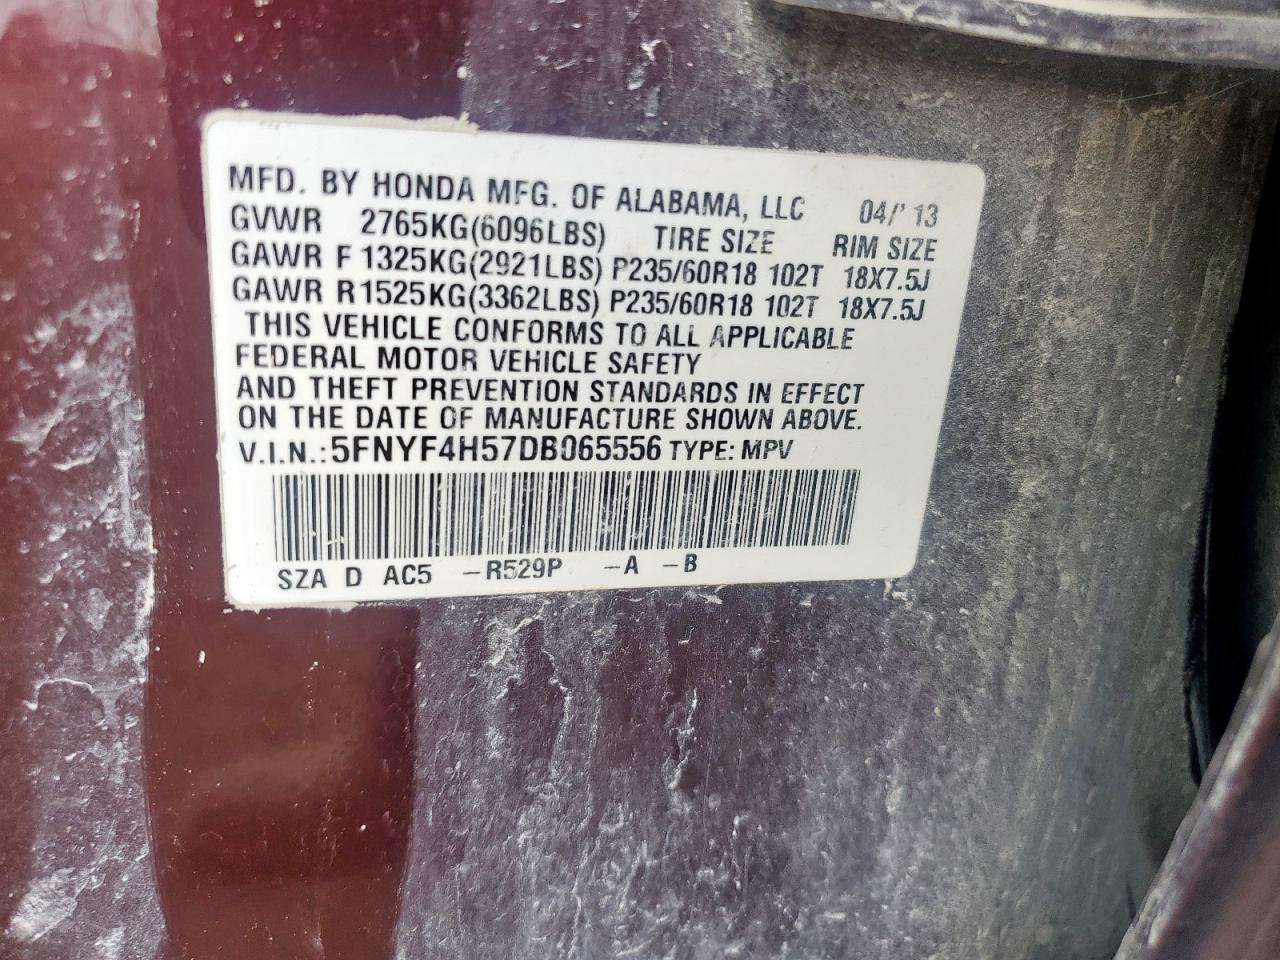 MFD. BY HONDA MFG. OF ALABAMA, LLC 04/'13
GVWR 2765KG(6096LBS) TIRE SIZE RIM SIZE
GAWR F 1325KG(2921LBS) P235/60R18 102T 18X7.5J
GAWR R 1525KG(3362LBS) P235/60R18 102T 18X7.5J
THIS VEHICLE CONFORMS TO ALL APPLICABLE
FEDERAL MOTOR VEHICLE SAFETY
AND THEFT PREVENTION STANDARDS IN EFFECT
ON THE DATE OF MANUFACTURE SHOWN ABOVE.
V.I.N.: 5FNYF4H57DB065556 TYPE: MPV
SZA D AC5 -R529P -A -B